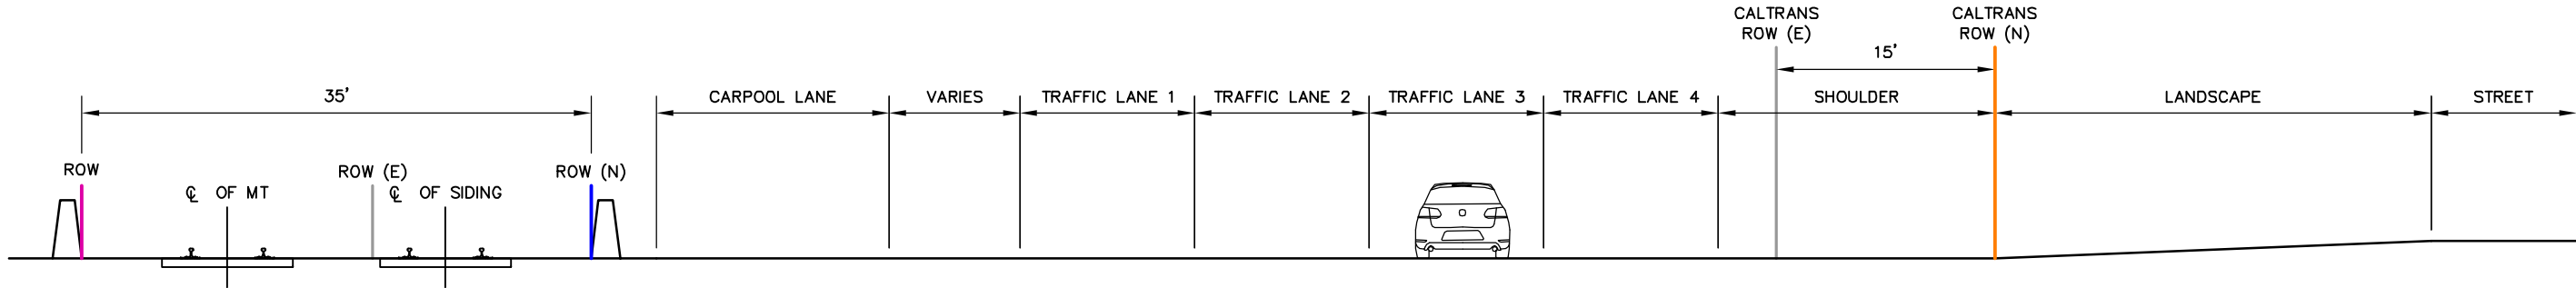 CALTRANS
ROW (E)
CALTRANS
ROW (N)
15'
35'
CARPOOL LANE
VARIES
TRAFFIC LANE 1
TRAFFIC LANE 2
TRAFFIC LANE 3
TRAFFIC LANE 4
SHOULDER
LANDSCAPE
STREET
ROW
ROW (E)
ROW (N)
℄ OF MT
℄ OF SIDING